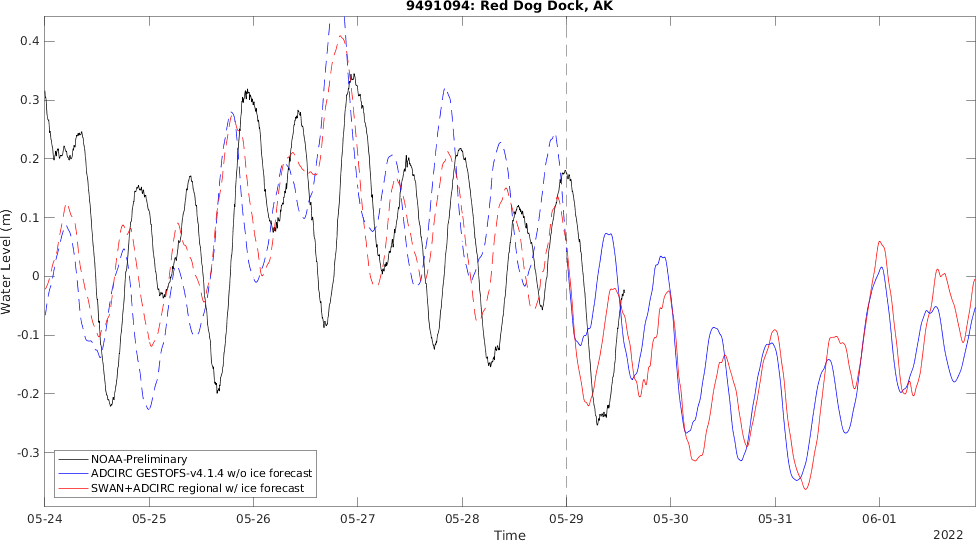 9491094: Red Dog Dock, AK
Water Level (m)
0.4
0.3
0.2
0.1
0
-0.1
-0.2
-0.3
NOAA-Preliminary
ADCIRC GESTOFS-v4.1.4 w/o ice forecast
SWAN+ADCIRC regional w/ ice forecast
05-24 05-25 05-26 05-27 05-28 05-29 05-30 05-31 06-01
Time
2022